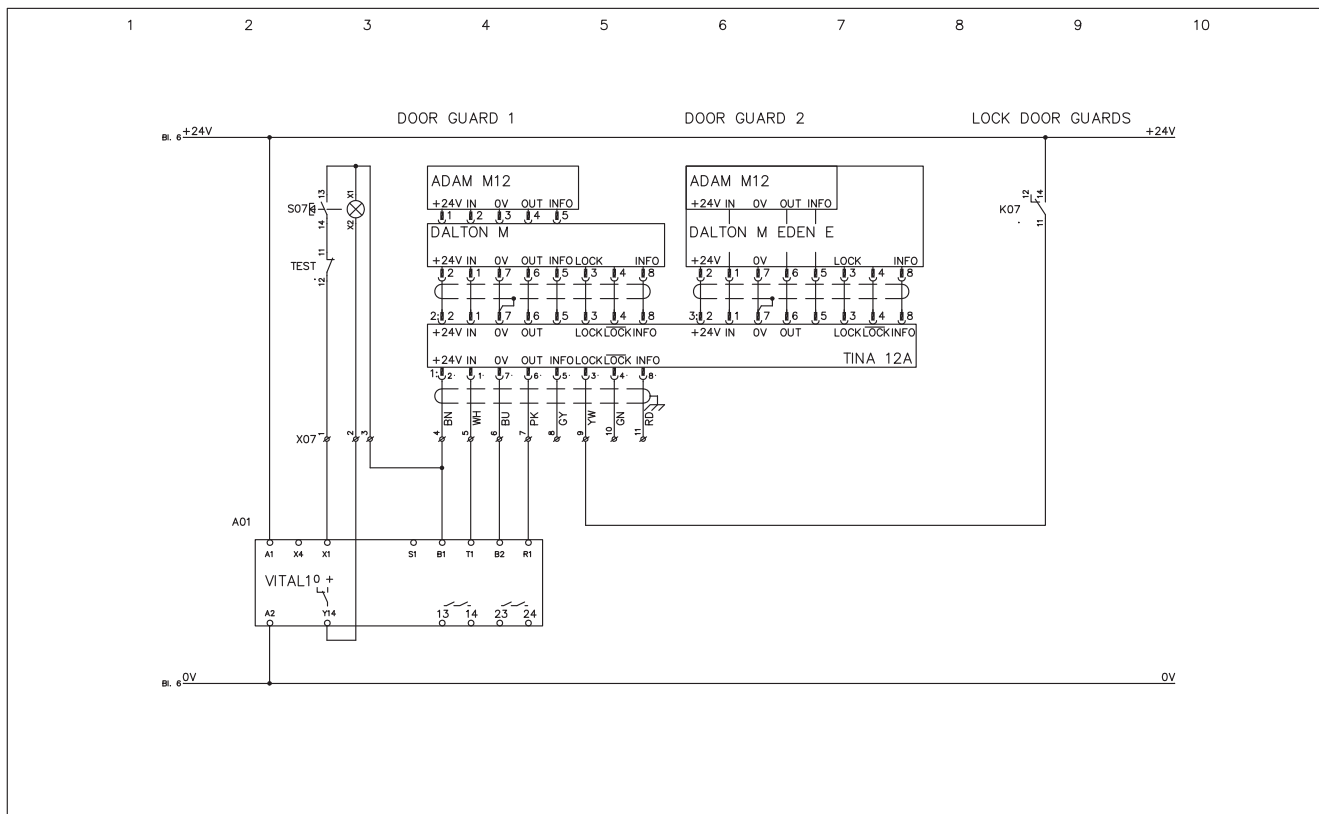 1 2 3 4 5 6 7 8 9 10
DOOR GUARD 1 DOOR GUARD 2 LOCK DOOR GUARDS
Bl. 6 +24V +24V
ADAM M12 ADAM M12
+24V IN 0V OUT INFO +24V IN 0V OUT INFO
13 X1 12 14
S07 K07
14 X2 11
1 2 3 4 5
DALTON M DALTON M EDEN E
+24V IN 0V OUT INFO LOCK INFO +24V 0V LOCK INFO
11
TEST
12
2 1 7 6 5 3 4 8 2 1 7 6 5 3 4 8
2: 2 1 7 6 5 3 4 8 3: 2 1 7 6 5 3 4 8
+24V IN 0V OUT LOCK LOCK INFO +24V IN 0V OUT LOCK LOCK INFO
+24V IN 0V OUT INFO LOCK LOCK INFO TINA 12A
1: 2 1 7 6 5 3 4 8
BN WH BU PK GY YW GN RD
X07 1 2 3 4 5 6 7 8 9 10 11
A01
A1 X4 X1 S1 B1 T1 B2 R1
VITAL1 0 +
A2 Y14 13 14 23 24
Bl. 6 0V 0V